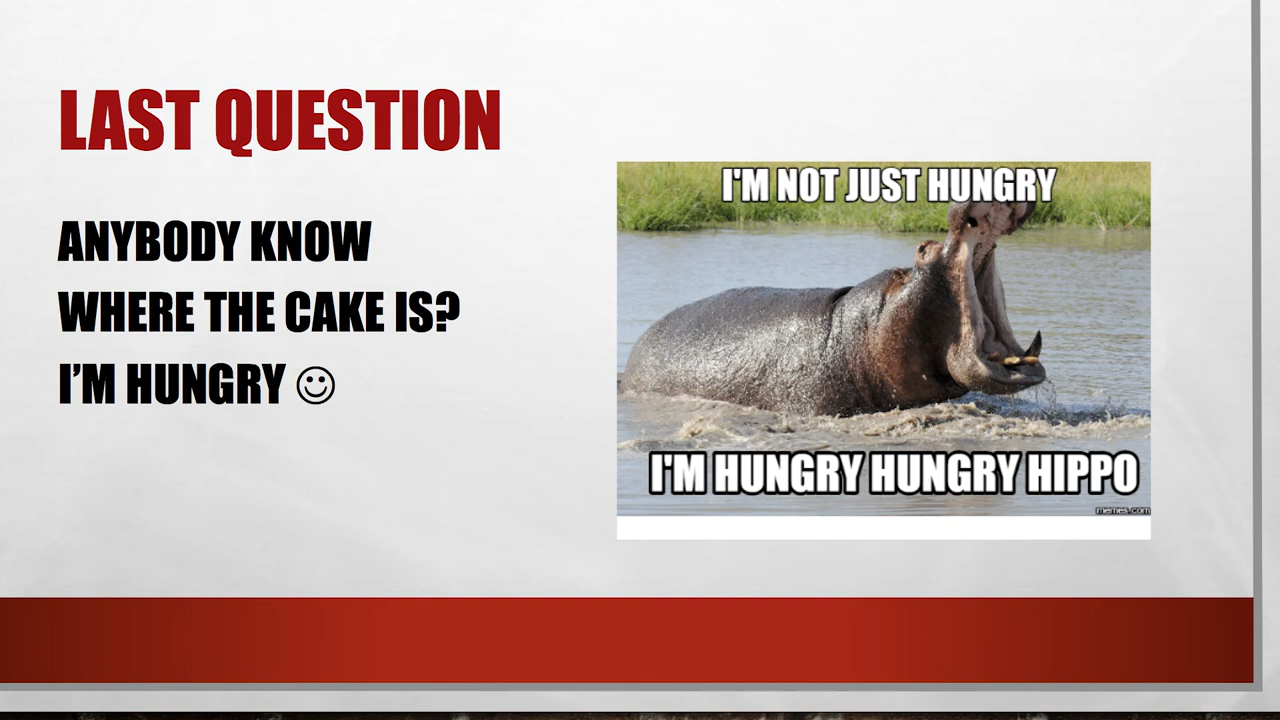 LAST QUESTION
ANYBODY KNOW
WHERE THE CAKE IS?
I'M HUNGRY ☺
I'M NOT JUST HUNGRY
I'M HUNGRY HUNGRY HIPPO
memes.com